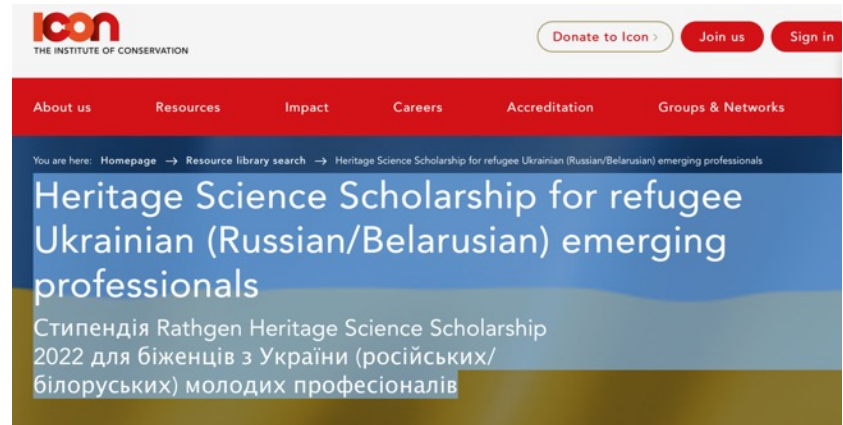 icon
THE INSTITUTE OF CONSERVATION
Donate to Icon ›
Join us
Sign in
About us
Resources
Impact
Careers
Accreditation
Groups & Networks
You are here: Homepage → Resource library search → Heritage Science Scholarship for refugee Ukrainian (Russian/Belarusian) emerging professionals
Heritage Science Scholarship for refugee
Ukrainian (Russian/Belarusian) emerging
professionals
Стипендія Rathgen Heritage Science Scholarship
2022 для біженців з України (російських/
білоруських) молодих професіоналів